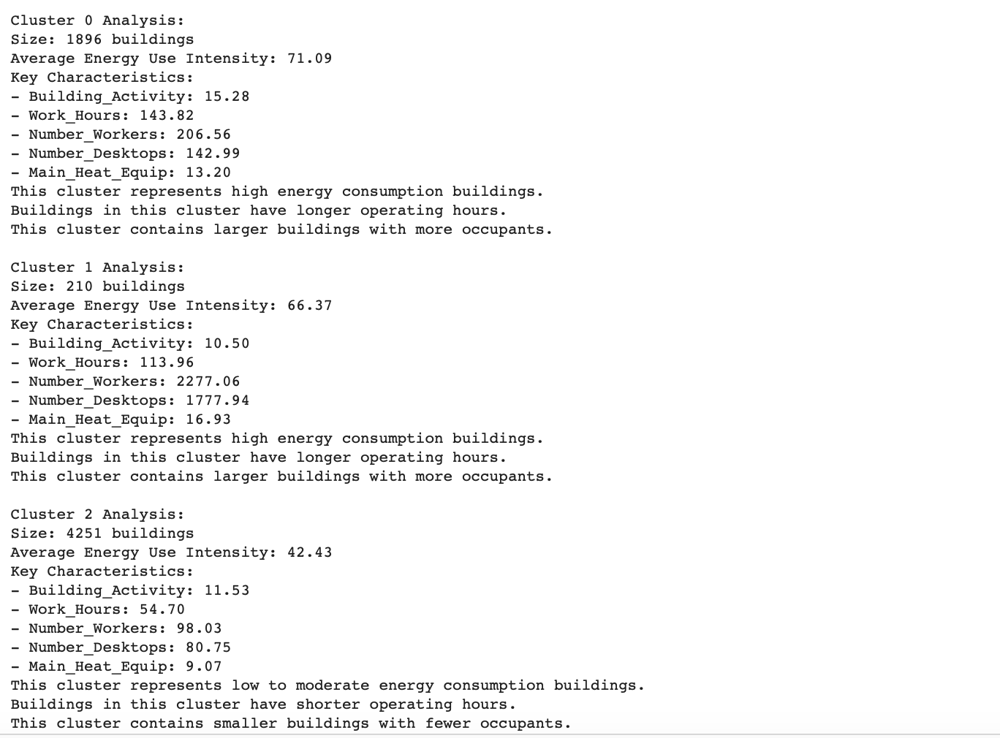 Cluster 0 Analysis:
Size: 1896 buildings
Average Energy Use Intensity: 71.09
Key Characteristics:
- Building_Activity: 15.28
- Work_Hours: 143.82
- Number_Workers: 206.56
- Number_Desktops: 142.99
- Main_Heat_Equip: 13.20
This cluster represents high energy consumption buildings.
Buildings in this cluster have longer operating hours.
This cluster contains larger buildings with more occupants.

Cluster 1 Analysis:
Size: 210 buildings
Average Energy Use Intensity: 66.37
Key Characteristics:
- Building_Activity: 10.50
- Work_Hours: 113.96
- Number_Workers: 2277.06
- Number_Desktops: 1777.94
- Main_Heat_Equip: 16.93
This cluster represents high energy consumption buildings.
Buildings in this cluster have longer operating hours.
This cluster contains larger buildings with more occupants.

Cluster 2 Analysis:
Size: 4251 buildings
Average Energy Use Intensity: 42.43
Key Characteristics:
- Building_Activity: 11.53
- Work_Hours: 54.70
- Number_Workers: 98.03
- Number_Desktops: 80.75
- Main_Heat_Equip: 9.07
This cluster represents low to moderate energy consumption buildings.
Buildings in this cluster have shorter operating hours.
This cluster contains smaller buildings with fewer occupants.